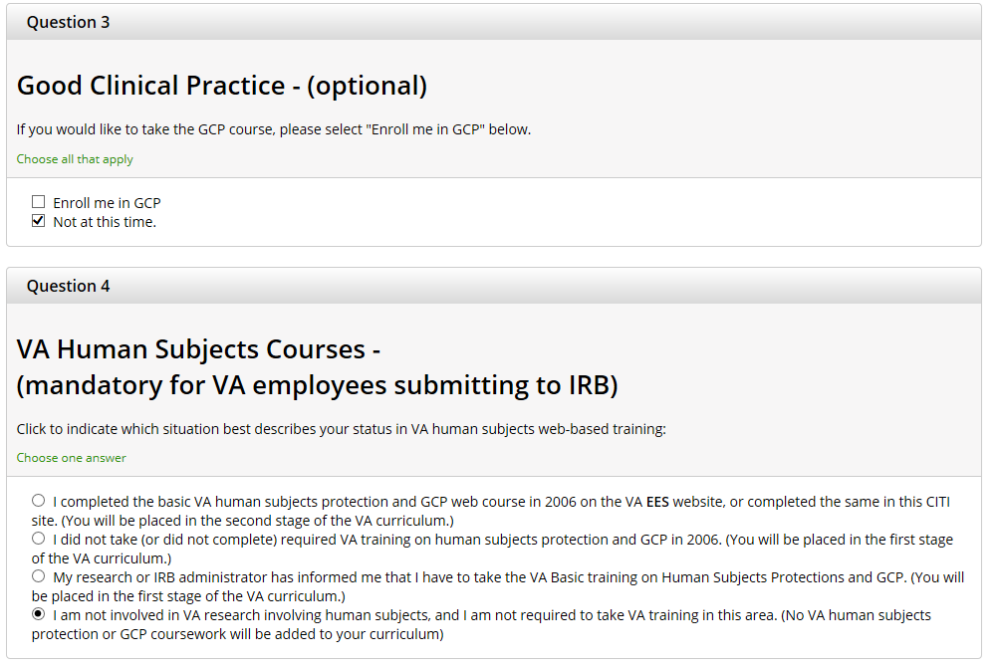 Question 3
Good Clinical Practice - (optional)
If you would like to take the GCP course, please select "Enroll me in GCP" below.
Choose all that apply
Enroll me in GCP
Not at this time.
Question 4
VA Human Subjects Courses -
(mandatory for VA employees submitting to IRB)
Click to indicate which situation best describes your status in VA human subjects web-based training:
Choose one answer
I completed the basic VA human subjects protection and GCP web course in 2006 on the VA EES website, or completed the same in this CITI
site. (You will be placed in the second stage of the VA curriculum.)
I did not take (or did not complete) required VA training on human subjects protection and GCP in 2006. (You will be placed in the first stage
of the VA curriculum.)
My research or IRB administrator has informed me that I have to take the VA Basic training on Human Subjects Protections and GCP. (You will
be placed in the first stage of the VA curriculum.)
I am not involved in VA research involving human subjects, and I am not required to take VA training in this area. (No VA human subjects
protection or GCP coursework will be added to your curriculum)